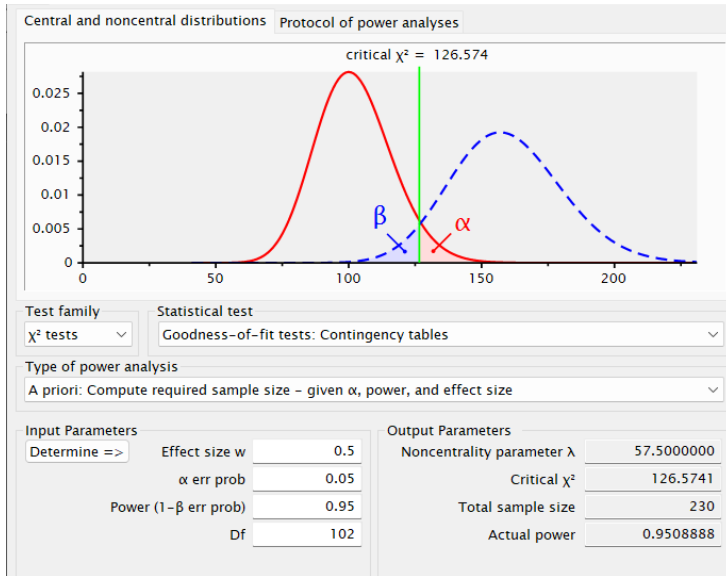 Central and noncentral distributions Protocol of power analyses
critical χ² = 126.574
0.025
0.02
0.015
0.01
0.005
0
β α
0 50 100 150 200
Test family Statistical test
χ² tests Goodness-of-fit tests: Contingency tables
Type of power analysis
A priori: Compute required sample size – given α, power, and effect size
Input Parameters Output Parameters
Determine => Effect size w 0.5 Noncentrality parameter λ 57.5000000
α err prob 0.05 Critical χ² 126.5741
Power (1-β err prob) 0.95 Total sample size 230
Df 102 Actual power 0.9508888